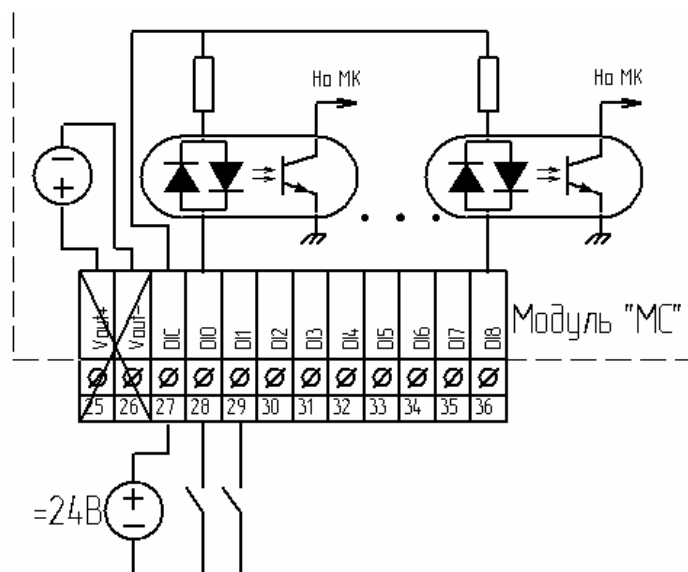 На МК
На МК
Vout+
Vout-
DIC
DI0
DI1
DI2
DI3
DI4
DI5
DI6
DI7
DI8
Модуль "МС"
25 26 27 28 29 30 31 32 33 34 35 36
=24В